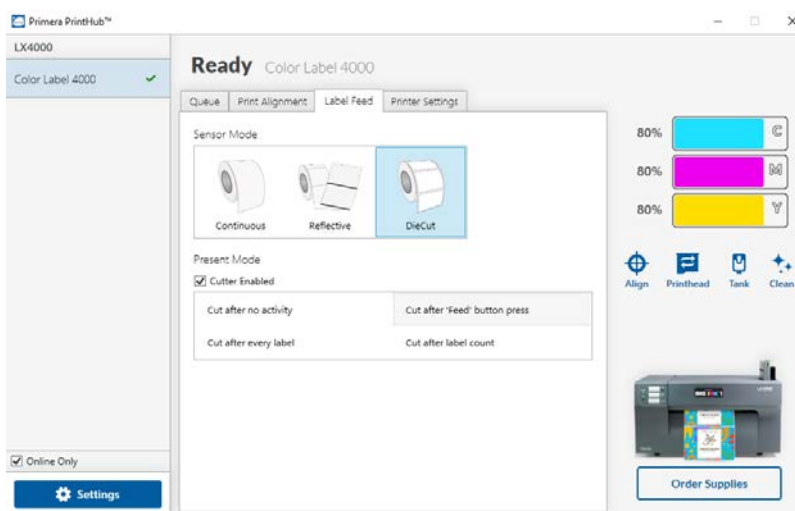 Primera PrintHub™
LX4000
Color Label 4000
Ready Color Label 4000
Queue Print Alignment Label Feed Printer Settings
Sensor Mode
Continuous Reflective DieCut
Present Mode
Cutter Enabled
Cut after no activity Cut after 'Feed' button press
Cut after every label Cut after label count
80% C
80% M
80% Y
Align Printhead Tank Clean
Online Only
Settings
Order Supplies